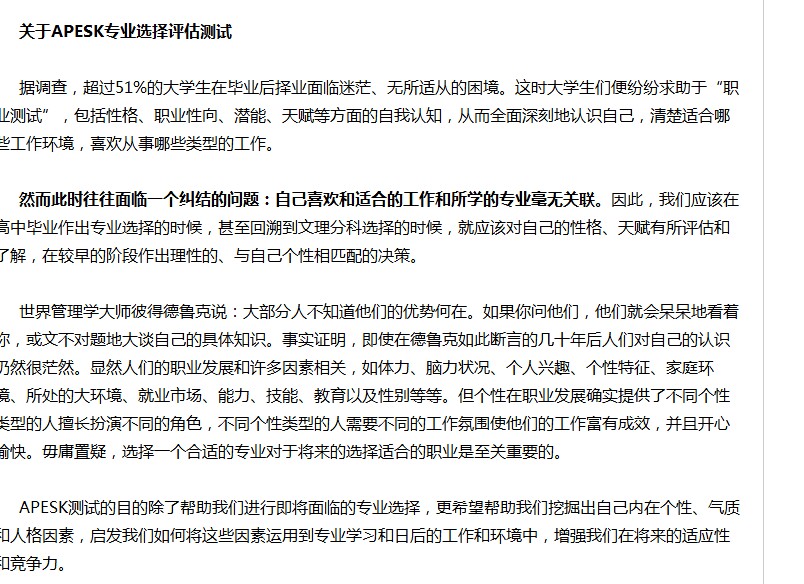 关于APESK专业选择评估测试
据调查，超过51%的大学生在毕业后择业面临迷茫、无所适从的困境。这时大学生们便纷纷求助于“职
业测试”，包括性格、职业性向、潜能、天赋等方面的自我认知，从而全面深刻地认识自己，清楚适合哪
些工作环境，喜欢从事哪些类型的工作。
然而此时往往面临一个纠结的问题：自己喜欢和适合的工作和所学的专业毫无关联。因此，我们应该在
高中毕业作出专业选择的时候，甚至回溯到文理分科选择的时候，就应该对自己的性格、天赋有所评估和
了解，在较早的阶段作出理性的、与自己个性相匹配的决策。
世界管理学大师彼得德鲁克说：大部分人不知道他们的优势何在。如果你问他们，他们就会呆呆地看着
你，或文不对题地大谈自己的具体知识。事实证明，即使在德鲁克如此断言的几十年后人们对自己的认识
仍然很茫然。显然人们的职业发展和许多因素相关，如体力、脑力状况、个人兴趣、个性特征、家庭环
境、所处的大环境、就业市场、能力、技能、教育以及性别等等。但个性在职业发展确实提供了不同个性
类型的人擅长扮演不同的角色，不同个性类型的人需要不同的工作氛围使他们的工作富有成效，并且开心
愉快。毋庸置疑，选择一个合适的专业对于将来的选择适合的职业是至关重要的。
APESK测试的目的除了帮助我们进行即将面临的专业选择，更希望帮助我们挖掘出自己内在个性、气质
和人格因素，启发我们如何将这些因素运用到专业学习和日后的工作和环境中，增强我们在将来的适应性
和竞争力。